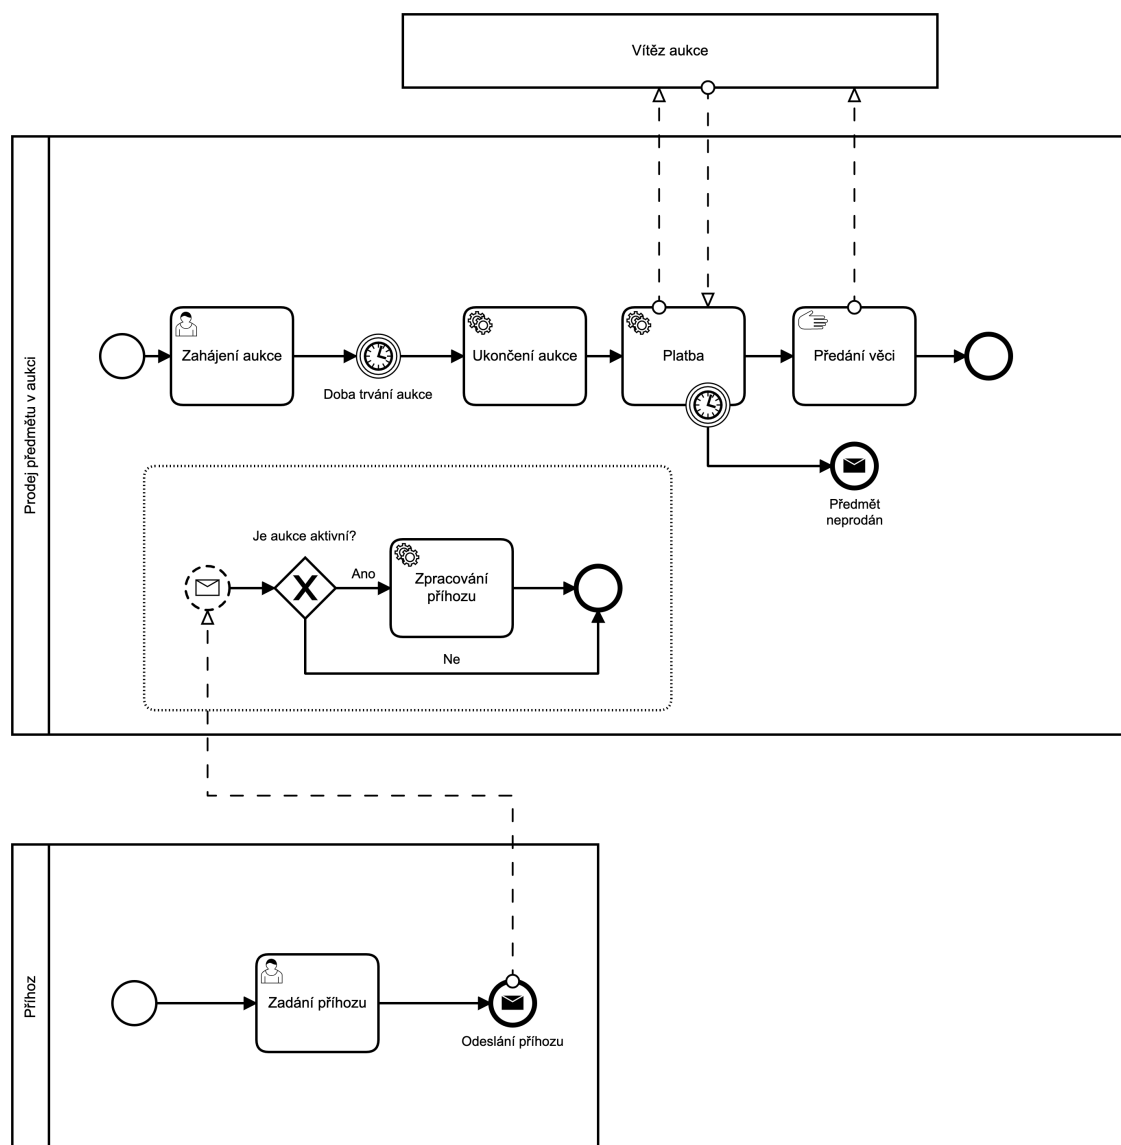 Vítěz aukce
Prodej předmětu v aukci
Zahájení aukce
Doba trvání aukce
Ukončení aukce
Platba
Předání věci
Předmět
neprodán
Je aukce aktivní?
Ano
Zpracování
příhozu
Ne
Příhoz
Zadání příhozu
Odeslání příhozu